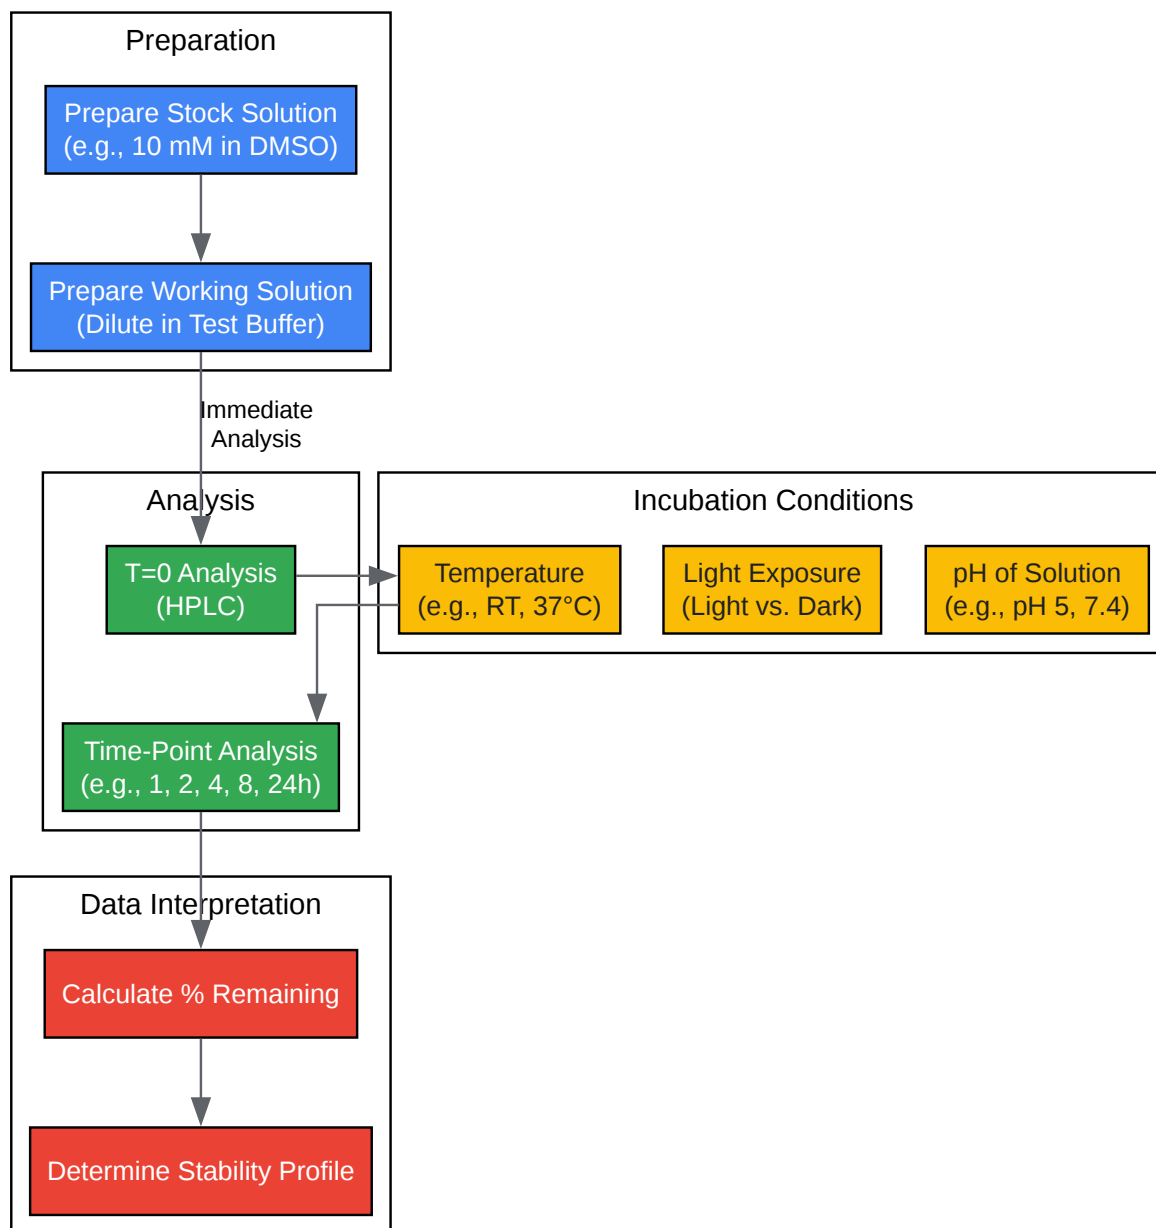 Preparation
Prepare Stock Solution
(e.g., 10 mM in DMSO)
Prepare Working Solution
(Dilute in Test Buffer)
Immediate
Analysis
Analysis
T=0 Analysis
(HPLC)
Time-Point Analysis
(e.g., 1, 2, 4, 8, 24h)
Incubation Conditions
Temperature
(e.g., RT, 37°C)
Light Exposure
(Light vs. Dark)
pH of Solution
(e.g., pH 5, 7.4)
Data Interpretation
Calculate % Remaining
Determine Stability Profile